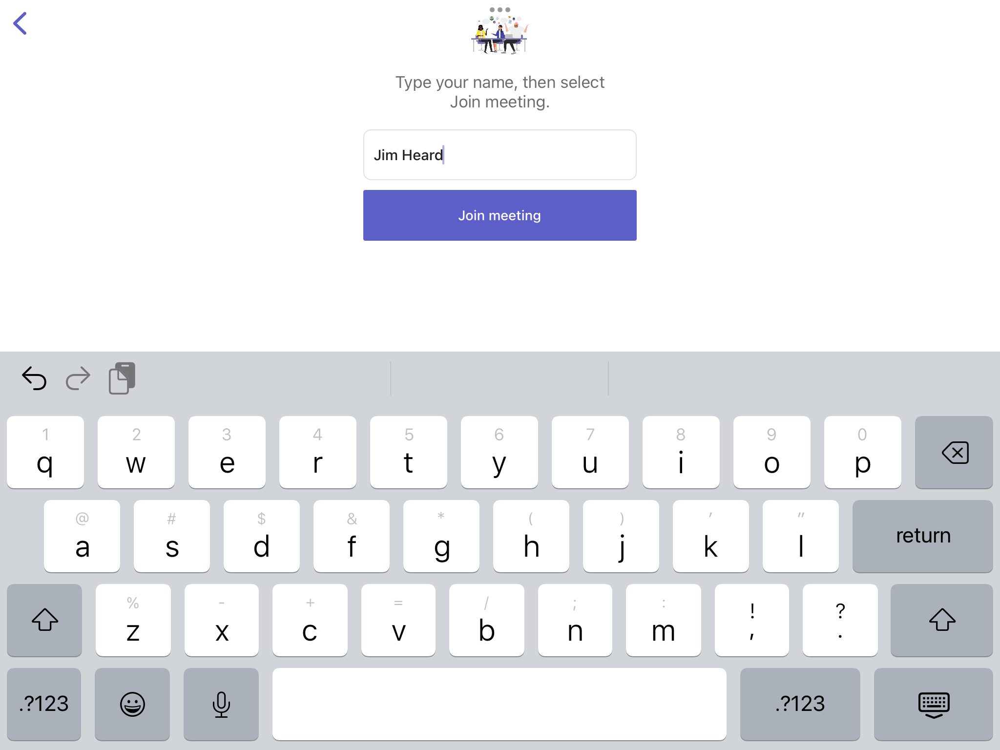 Type your name, then select
Join meeting.
Jim Heard
Join meeting
1 2 3 4 5 6 7 8 9 0
q w e r t y u i o p
@ # $ & * ( ) ' "
a s d f g h j k l return
% - + = / ; : ! ?
z x c v b n m , .
.?123 .?123